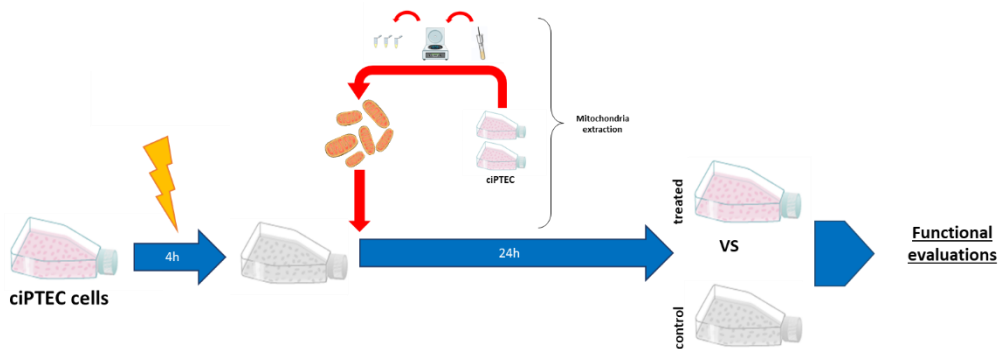 Mitochondria
extraction
ciPTEC
ciPTEC cells
4h
24h
treated
VS
control
Functional
evaluations